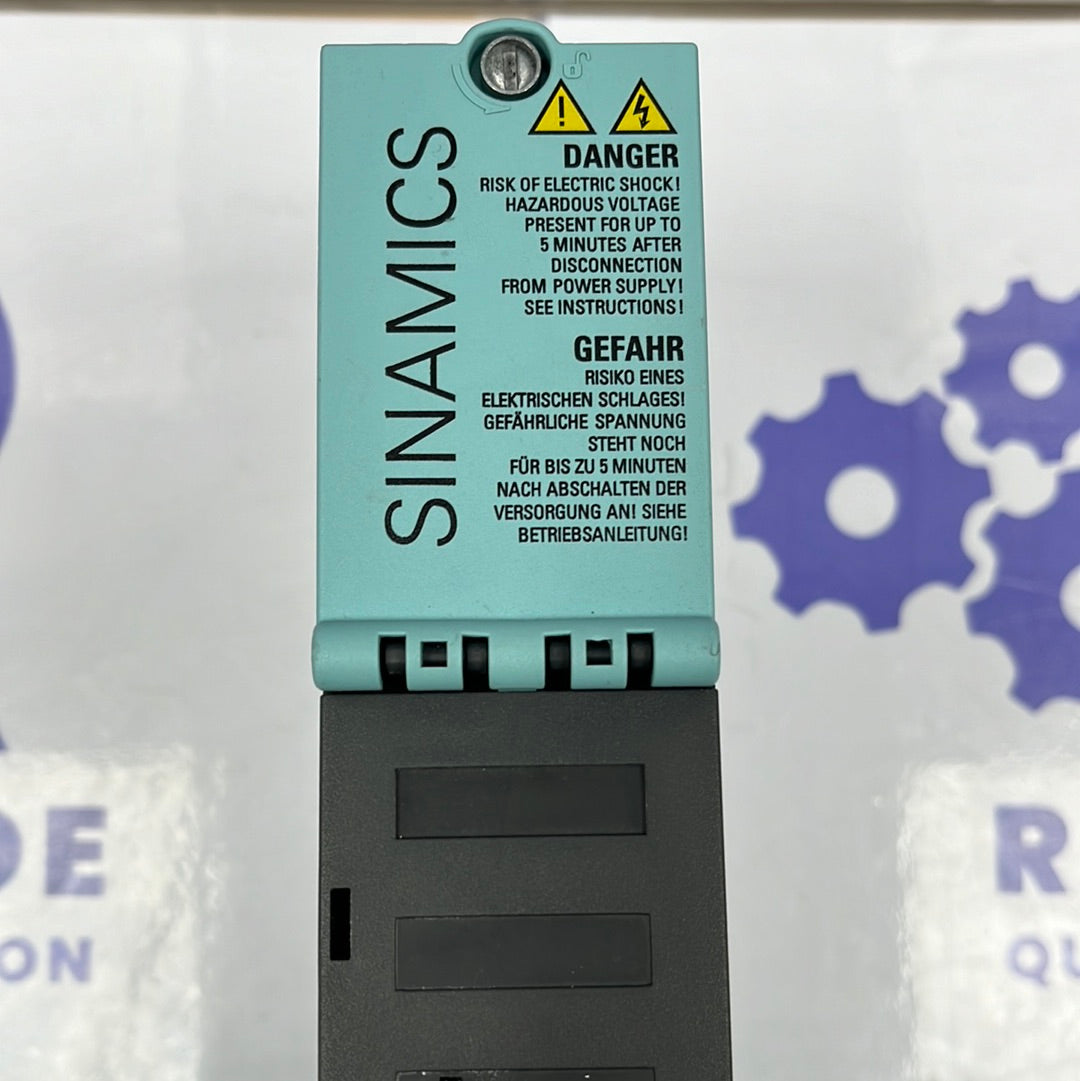 SINAMICS
DANGER
RISK OF ELECTRIC SHOCK!
HAZARDOUS VOLTAGE
PRESENT FOR UP TO
5 MINUTES AFTER
DISCONNECTION
FROM POWER SUPPLY!
SEE INSTRUCTIONS!
GEFAHR
RISIKO EINES
ELEKTRISCHEN SCHLAGES!
GEFÄHRLICHE SPANNUNG
STEHT NOCH
FÜR BIS ZU 5 MINUTEN
NACH ABSCHALTEN DER
VERSORGUNG AN! SIEHE
BETRIEBSANLEITUNG!